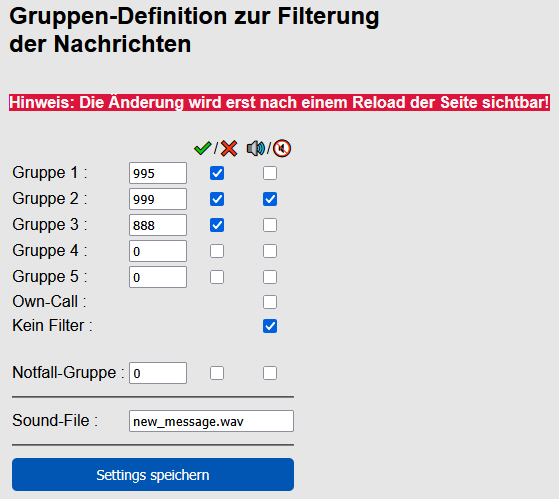 Gruppen-Definition zur Filterung
der Nachrichten
Hinweis: Die Änderung wird erst nach einem Reload der Seite sichtbar!
/ /
Gruppe 1 : 995
Gruppe 2 : 999
Gruppe 3 : 888
Gruppe 4 : 0
Gruppe 5 : 0
Own-Call :
Kein Filter :
Notfall-Gruppe : 0
Sound-File : new_message.wav
Settings speichern